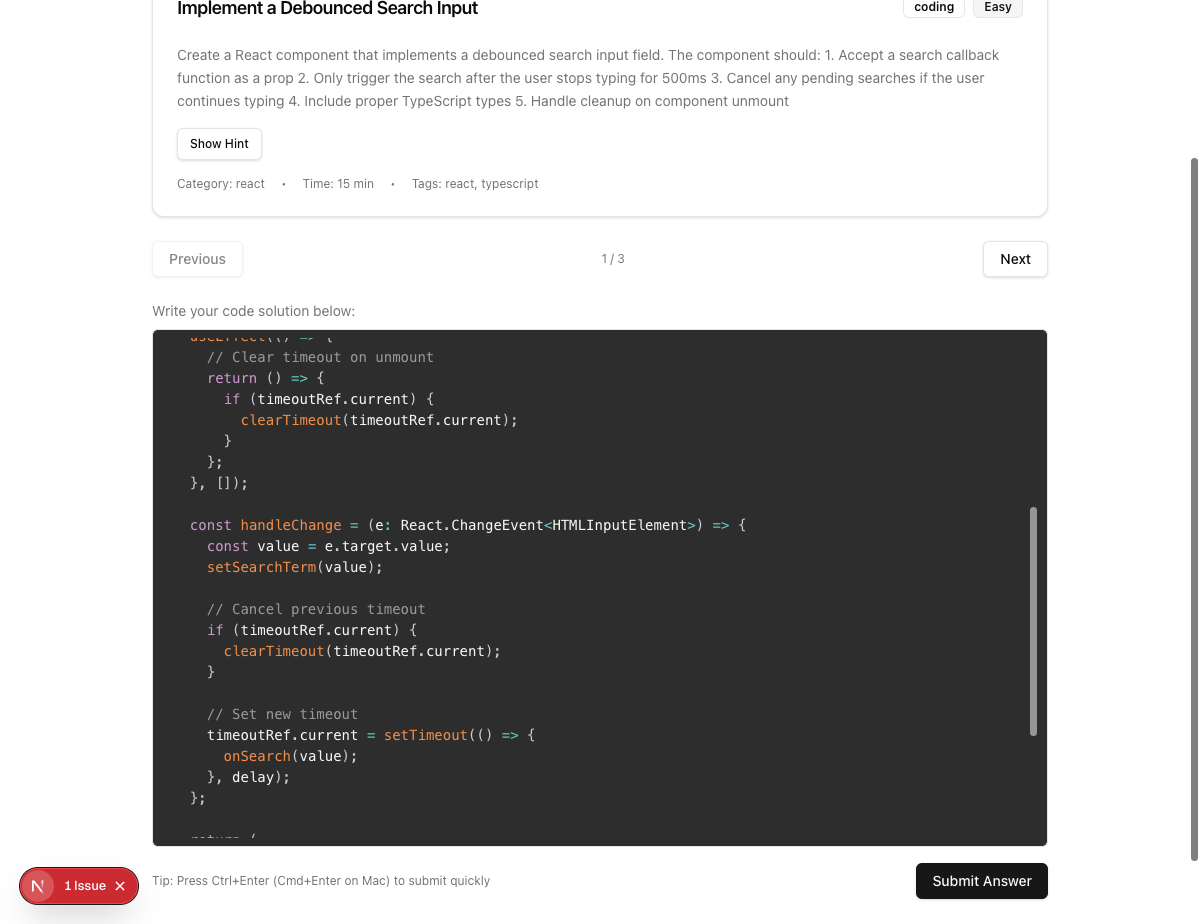 Implement a Debounced Search Input
coding
Easy
Create a React component that implements a debounced search input field. The component should: 1. Accept a search callback
function as a prop 2. Only trigger the search after the user stops typing for 500ms 3. Cancel any pending searches if the user
continues typing 4. Include proper TypeScript types 5. Handle cleanup on component unmount
Show Hint
Category: react • Time: 15 min • Tags: react, typescript
Previous
1 / 3
Next
Write your code solution below:
useEffect(() => {
// Clear timeout on unmount
return () => {
if (timeoutRef.current) {
clearTimeout(timeoutRef.current);
}
};
}, []);
const handleChange = (e: React.ChangeEvent<HTMLInputElement>) => {
const value = e.target.value;
setSearchTerm(value);
// Cancel previous timeout
if (timeoutRef.current) {
clearTimeout(timeoutRef.current);
}
// Set new timeout
timeoutRef.current = setTimeout(() => {
onSearch(value);
}, delay);
};
return (
N 1 Issue ×
Tip: Press Ctrl+Enter (Cmd+Enter on Mac) to submit quickly
Submit Answer